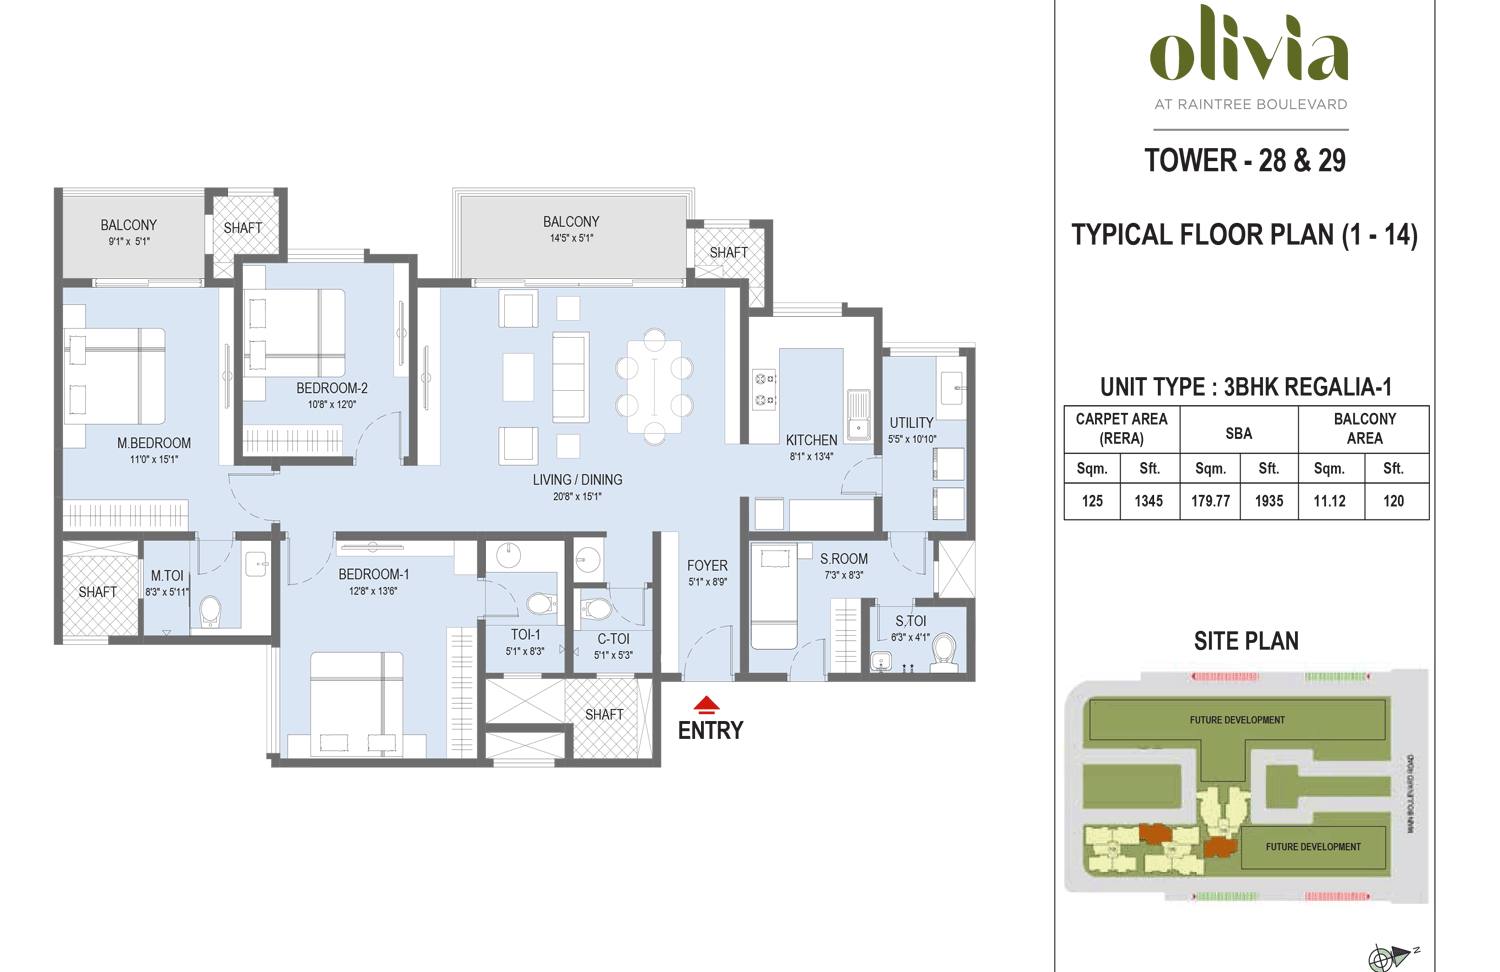 olivia
AT RAINTREE BOULEVARD
TOWER - 28 & 29
TYPICAL FLOOR PLAN (1 - 14)
BALCONY
9'1" x 5'1"
SHAFT
BALCONY
14'5" x 5'1"
SHAFT
BEDROOM-2
10'8" x 12'0"
M.BEDROOM
11'0" x 15'1"
LIVING / DINING
20'8" x 15'1"
KITCHEN
8'1" x 13'4"
UTILITY
5'5" x 10'10"
SHAFT
M.TOI
8'3" x 5'11"
BEDROOM-1
12'8" x 13'6"
TOI-1
5'1" x 8'3"
C-TOI
5'1" x 5'3"
FOYER
5'1" x 8'9"
S.ROOM
7'3" x 8'3"
S.TOI
6'3" x 4'1"
SHAFT
ENTRY
UNIT TYPE : 3BHK REGALIA-1
CARPET AREA (RERA) SBA BALCONY AREA
Sqm. Sft. Sqm. Sft. Sqm. Sft.
125 1345 179.77 1935 11.12 120
SITE PLAN
FUTURE DEVELOPMENT
MAIN BOULEVARD ROAD
FUTURE DEVELOPMENT
N